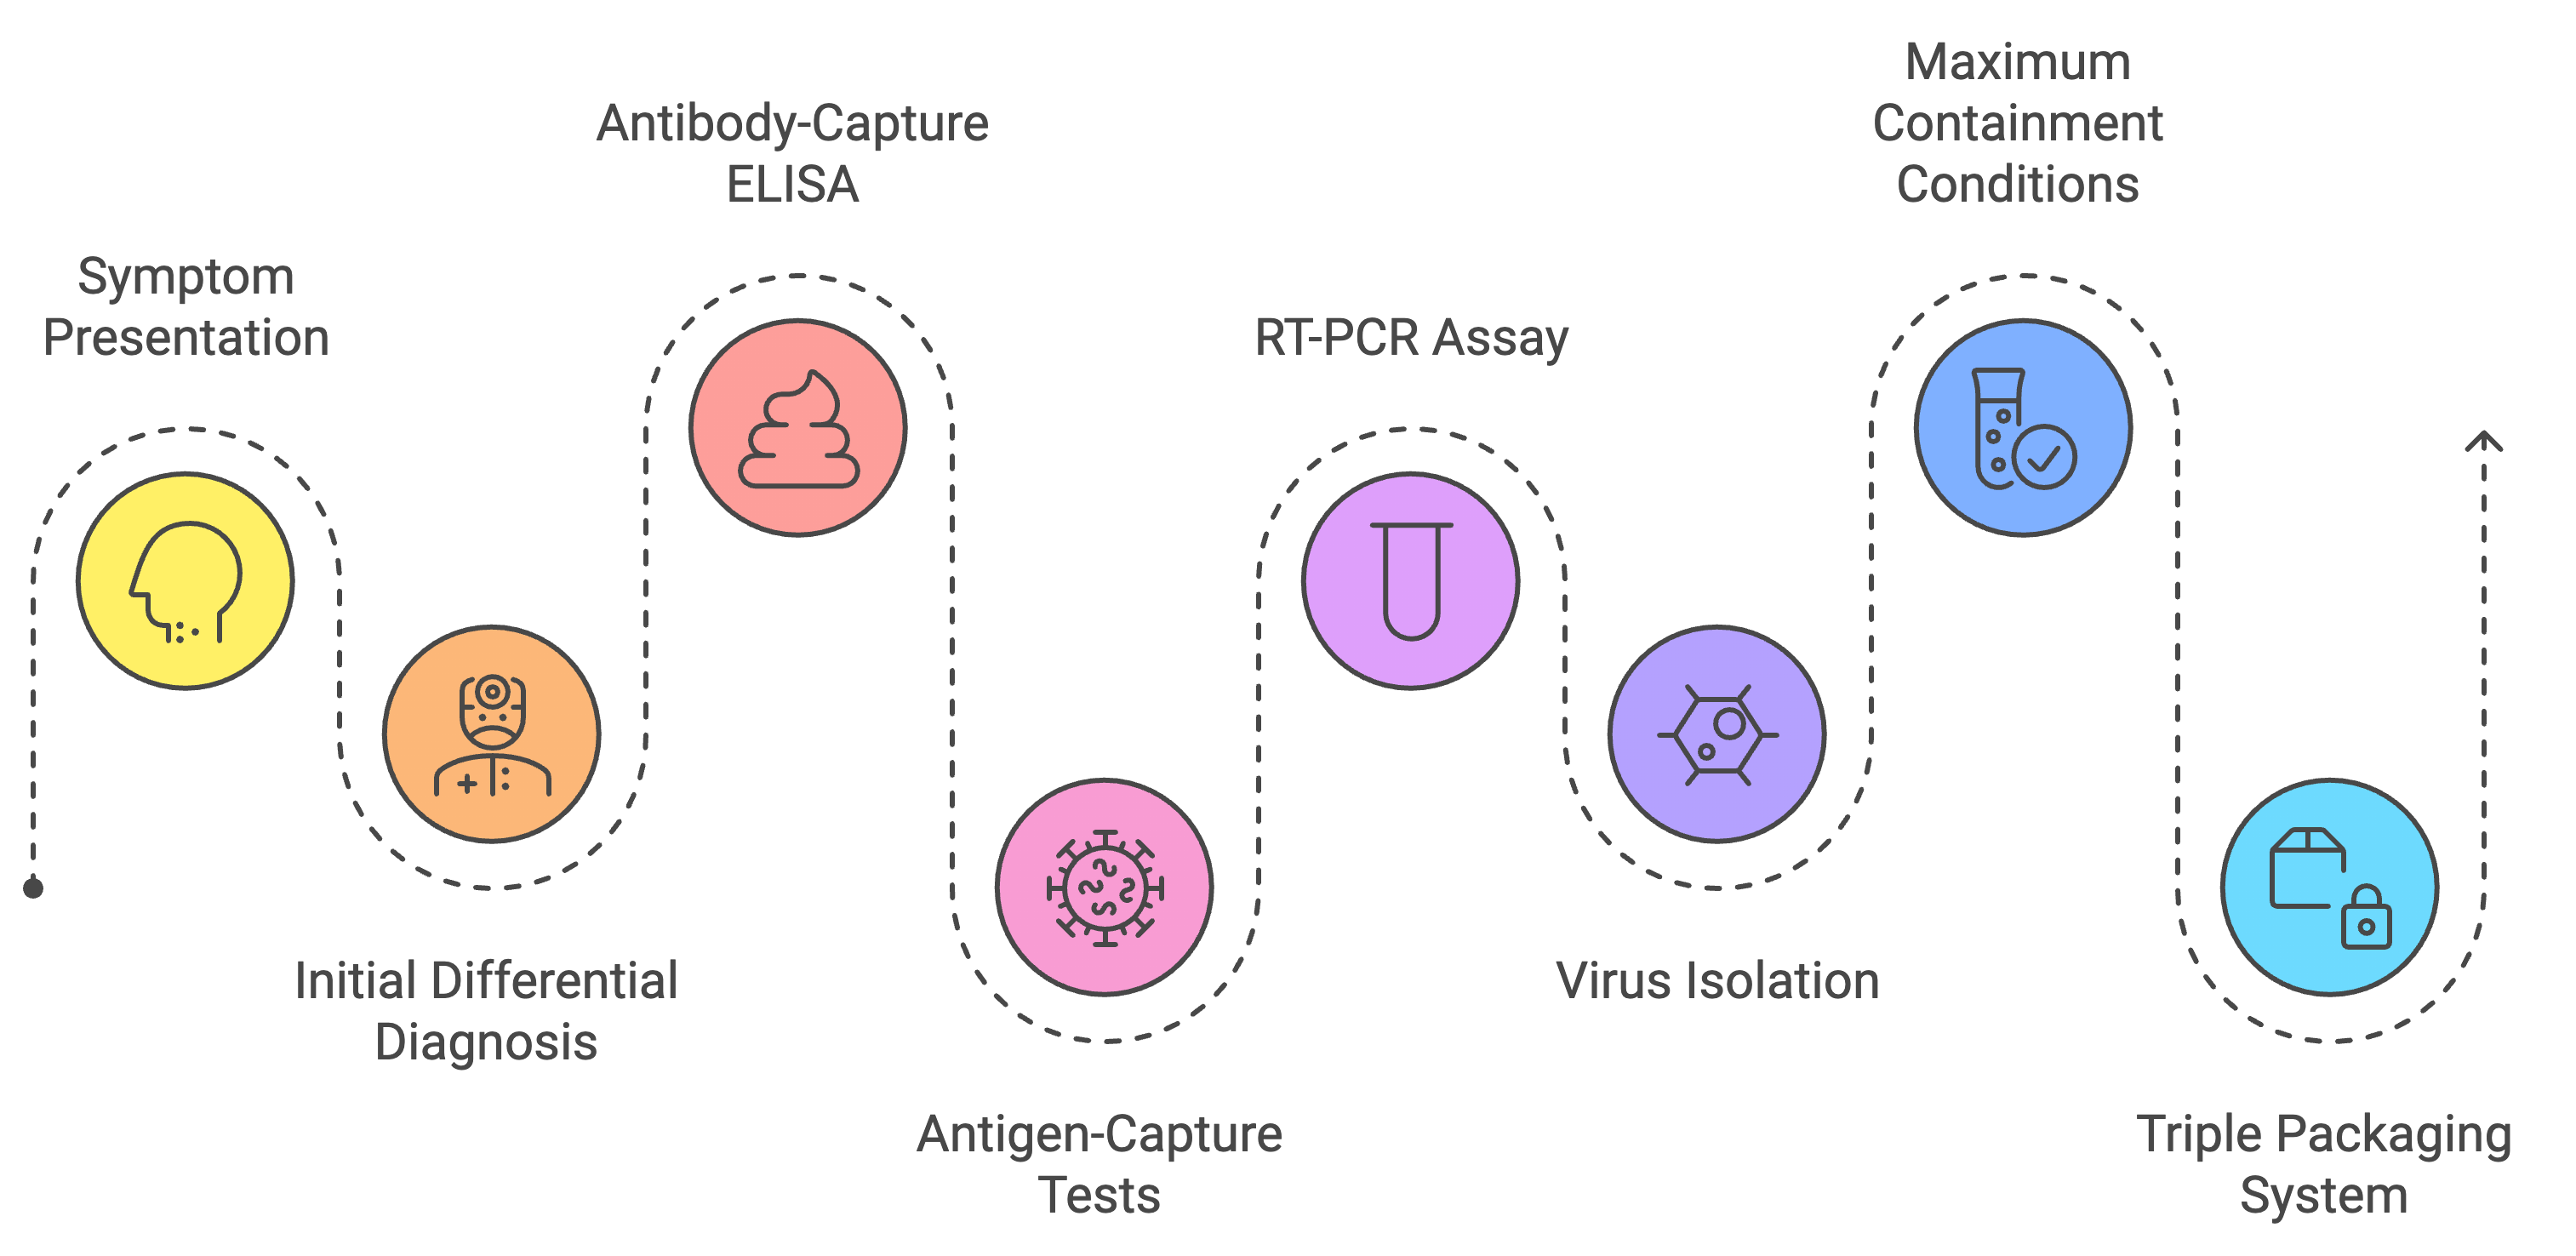 Symptom
Presentation
Initial Differential
Diagnosis
Antibody-Capture
ELISA
Antigen-Capture
Tests
RT-PCR Assay
Virus Isolation
Maximum
Containment
Conditions
Triple Packaging
System